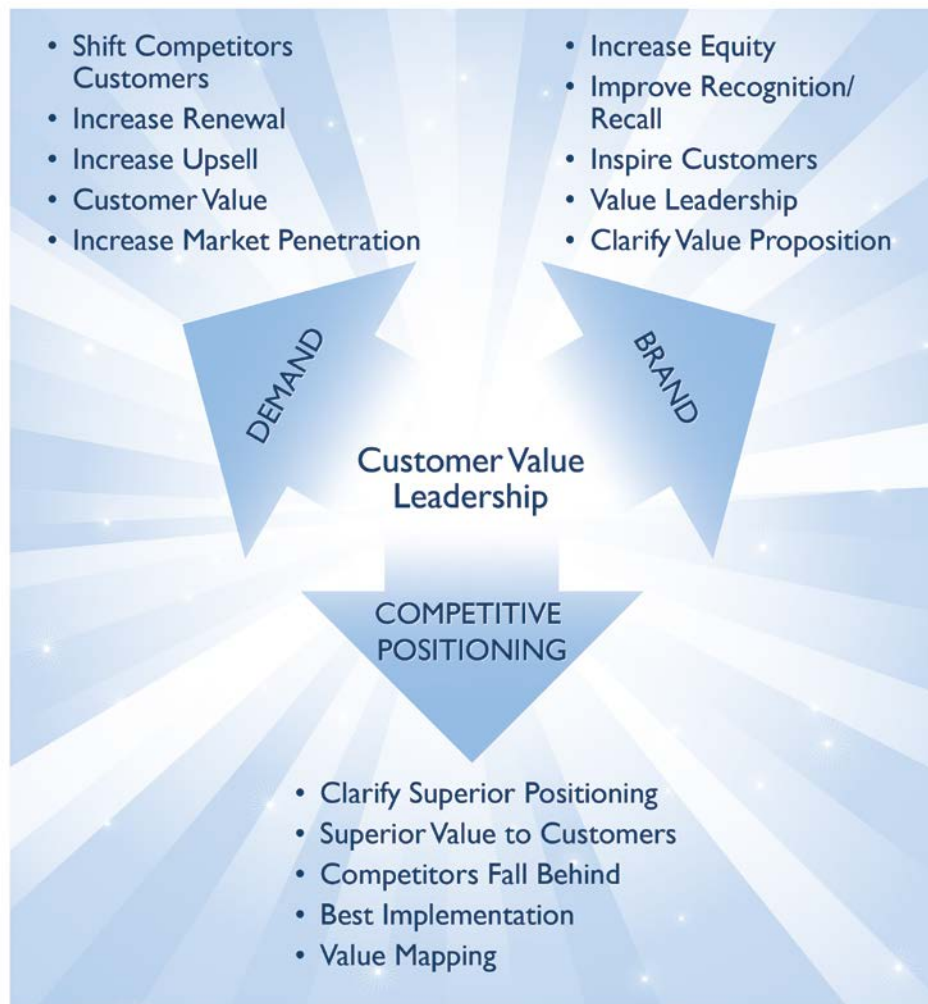 • Shift Competitors
Customers
• Increase Renewal
• Increase Upsell
• Customer Value
• Increase Market Penetration
• Increase Equity
• Improve Recognition/
Recall
• Inspire Customers
• Value Leadership
• Clarify Value Proposition
DEMAND
BRAND
Customer Value
Leadership
COMPETITIVE
POSITIONING
• Clarify Superior Positioning
• Superior Value to Customers
• Competitors Fall Behind
• Best Implementation
• Value Mapping